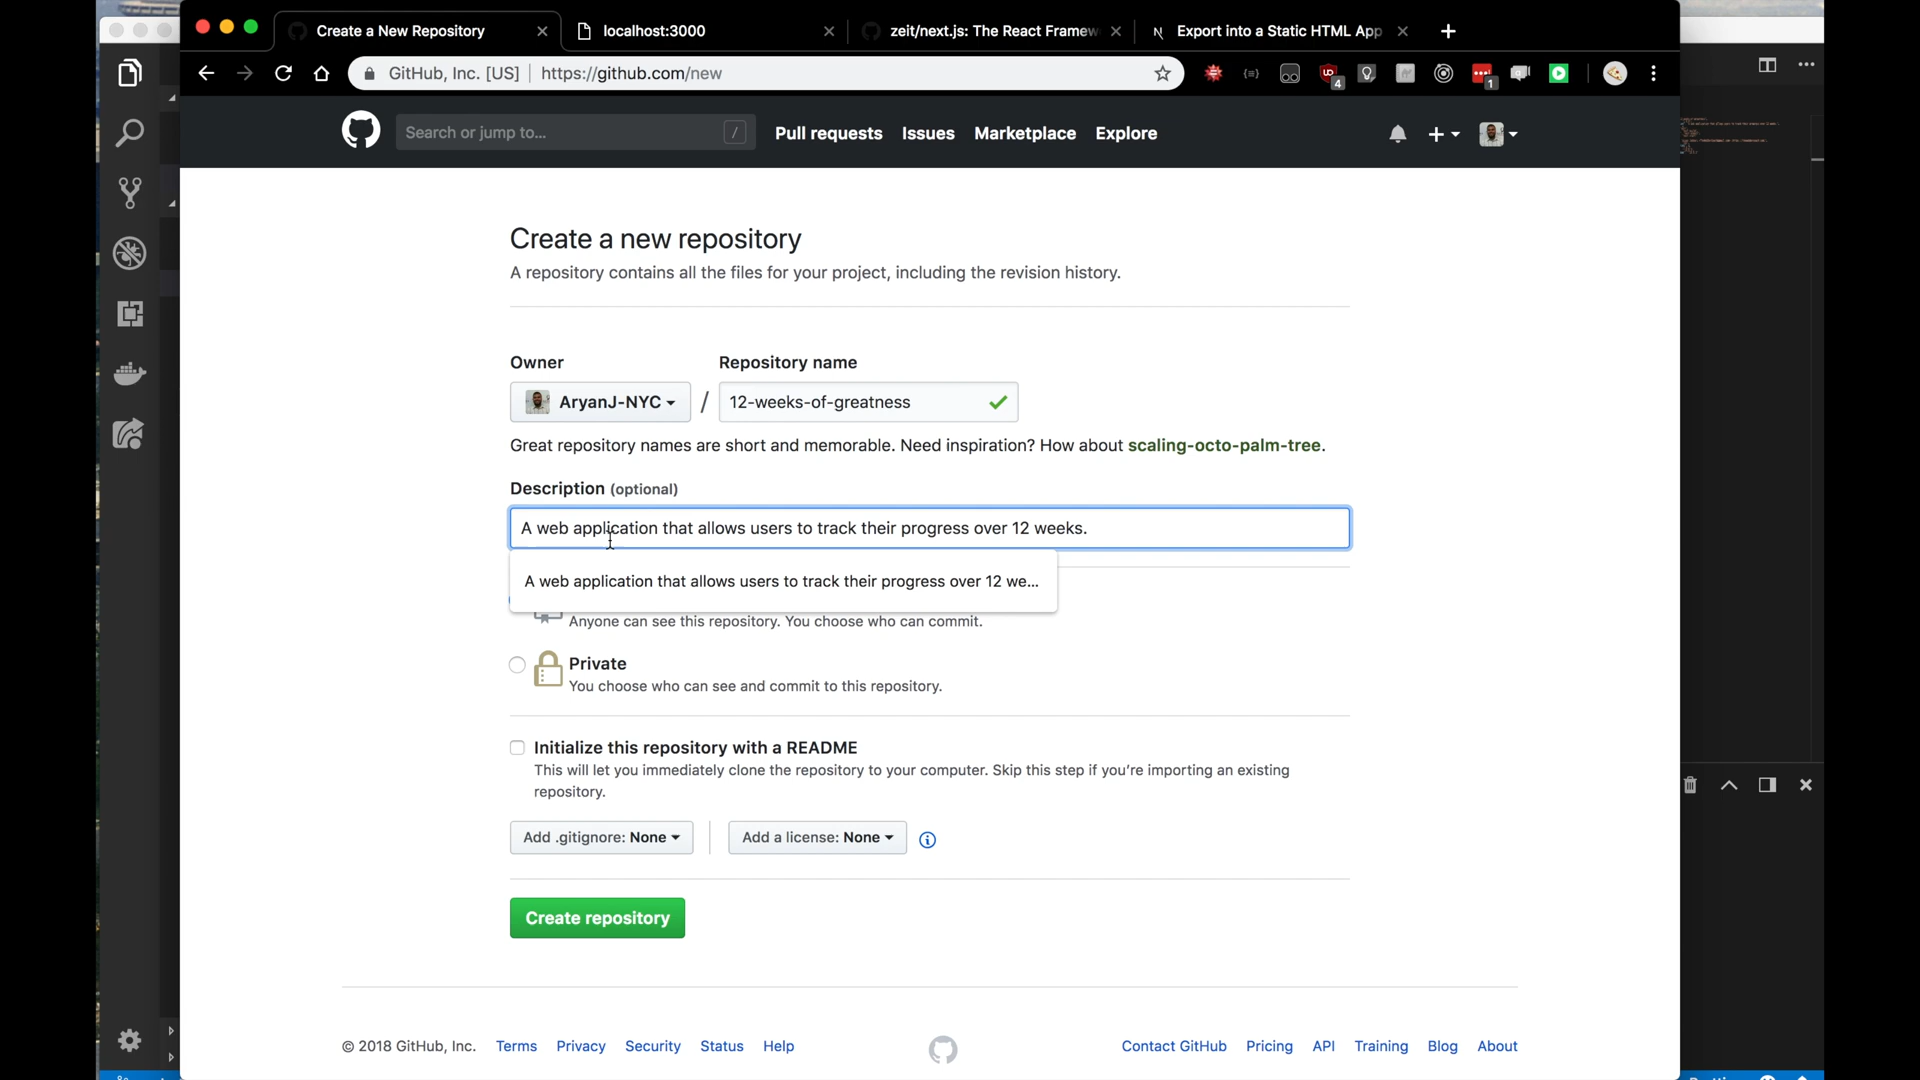 Create a New Repository
localhost:3000
zeit/next.js: The React Framew
Export into a Static HTML App
GitHub, Inc. [US]
https://github.com/new
4
1
Search or jump to...
/
Pull requests
Issues
Marketplace
Explore
Create a new repository
A repository contains all the files for your project, including the revision history.
Owner
Repository name
AryanJ-NYC
/
12-weeks-of-greatness
Great repository names are short and memorable. Need inspiration? How about scaling-octo-palm-tree.
Description (optional)
A web application that allows users to track their progress over 12 weeks.
A web application that allows users to track their progress over 12 we...
Anyone can see this repository. You choose who can commit.
Private
You choose who can see and commit to this repository.
Initialize this repository with a README
This will let you immediately clone the repository to your computer. Skip this step if you're importing an existing
repository.
Add .gitignore: None
Add a license: None
Create repository
© 2018 GitHub, Inc.
Terms
Privacy
Security
Status
Help
Contact GitHub
Pricing
API
Training
Blog
About